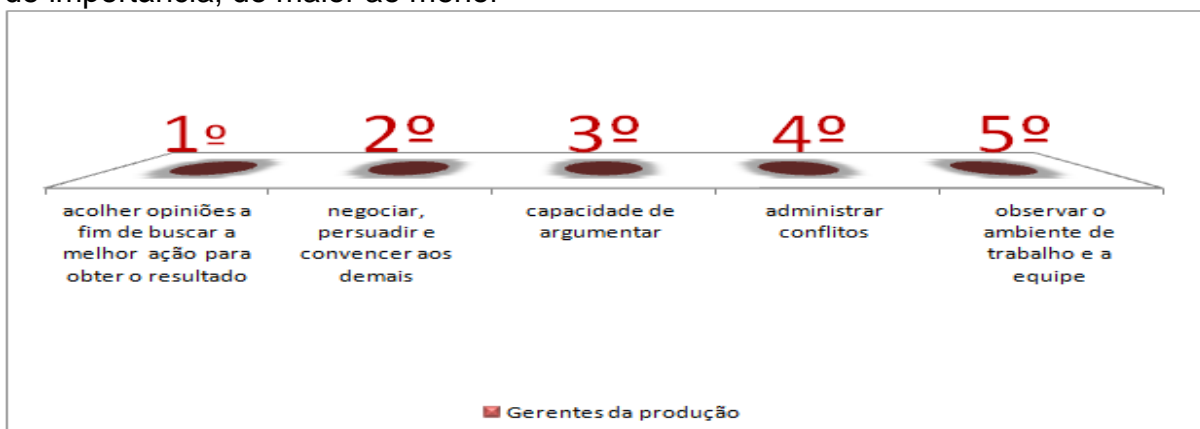 de importância, do maior ao menor
1º 2º 3º 4º 5º
acolher opiniões a
fim de buscar a
melhor ação para
obter o resultado
negociar,
persuadir e
convencer aos
demais
capacidade de
argumentar
administrar
conflitos
observar o
ambiente de
trabalho e a
equipe
Gerentes da produção